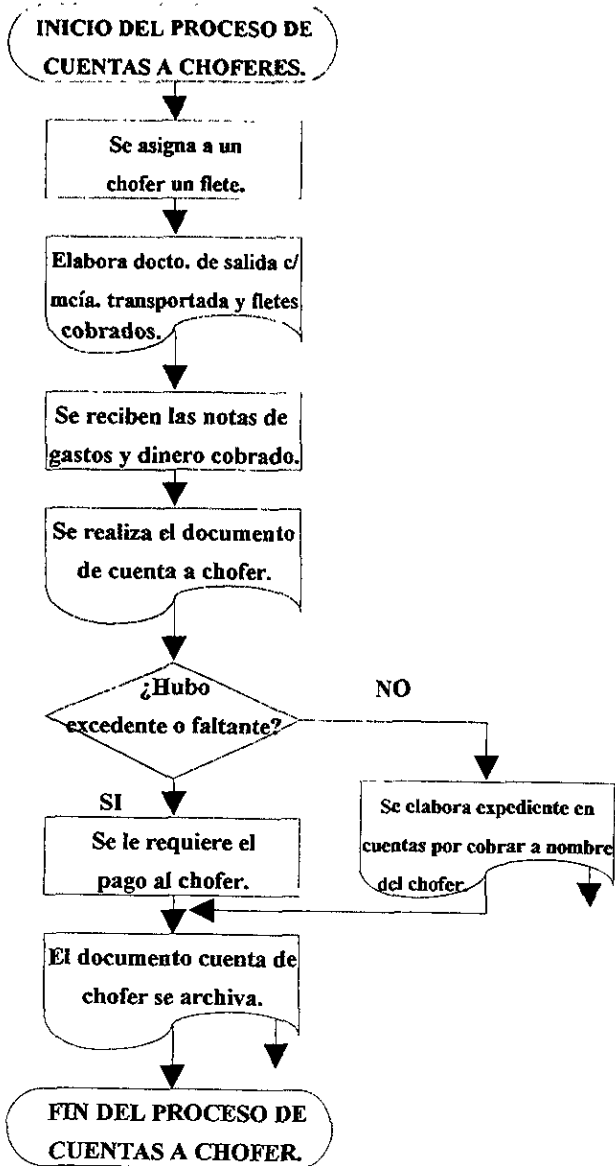 INICIO DEL PROCESO DE
CUENTAS A CHOFERES.
Se asigna a un
chofer un flete.
Elabora docto. de salida c/
mcía. transportada y fletes
cobrados.
Se reciben las notas de
gastos y dinero cobrado.
Se realiza el documento
de cuenta a chofer.
¿Hubo
excedente o faltante?
NO
SI
Se le requiere el
pago al chofer.
Se elabora expediente en
cuentas por cobrar a nombre
del chofer.
El documento cuenta de
chofer se archiva.
FIN DEL PROCESO DE
CUENTAS A CHOFER.